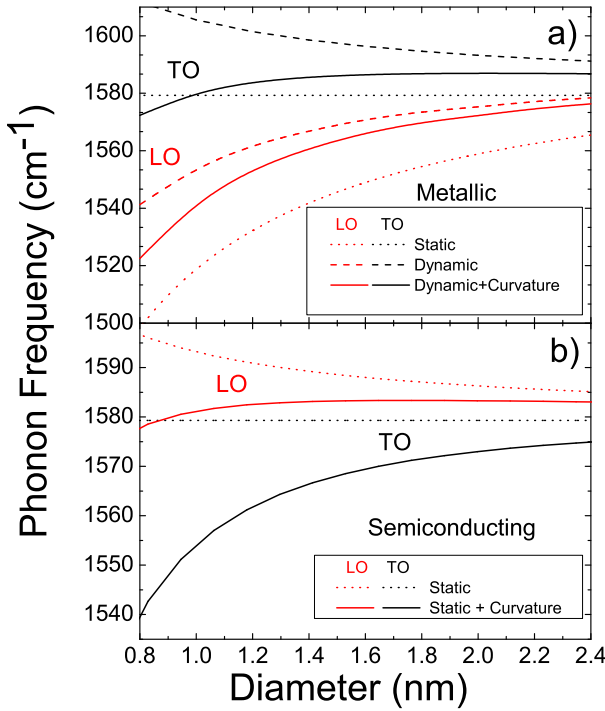 a)
1600
TO
1580
LO
1560
1540
Metallic
LO TO
Static
Dynamic
Dynamic+Curvature
1520
1500
Phonon Frequency (cm-1)
b)
1590
LO
1580
TO
1570
1560
Semiconducting
1550
LO TO
Static
Static + Curvature
1540
0.8 1.0 1.2 1.4 1.6 1.8 2.0 2.2 2.4
Diameter (nm)